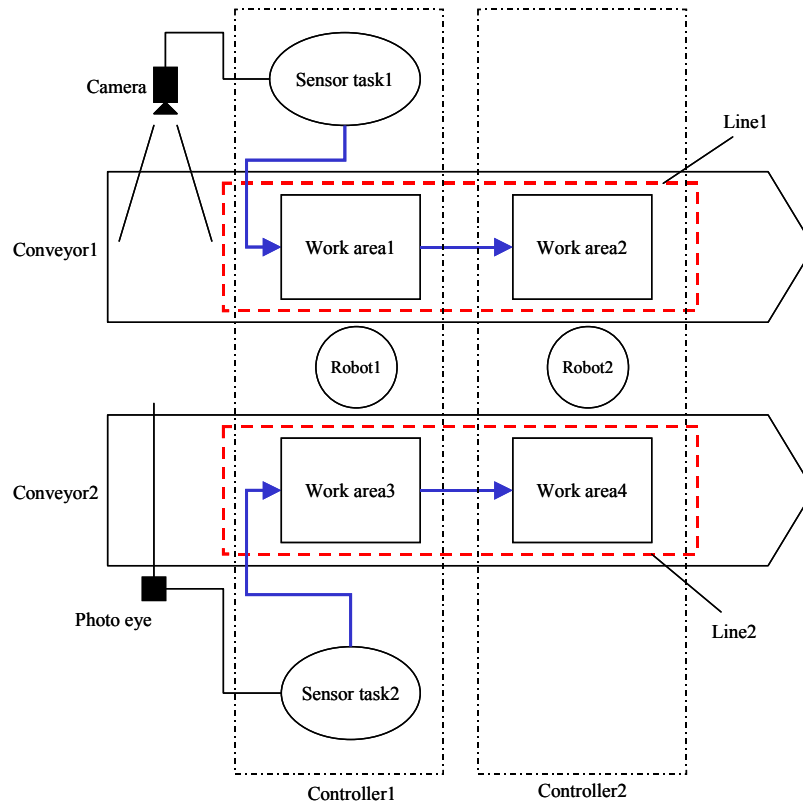 Sensor task1
Camera
Line1
Conveyor1
Work area1
Work area2
Robot1
Robot2
Conveyor2
Work area3
Work area4
Photo eye
Line2
Sensor task2
Controller1
Controller2